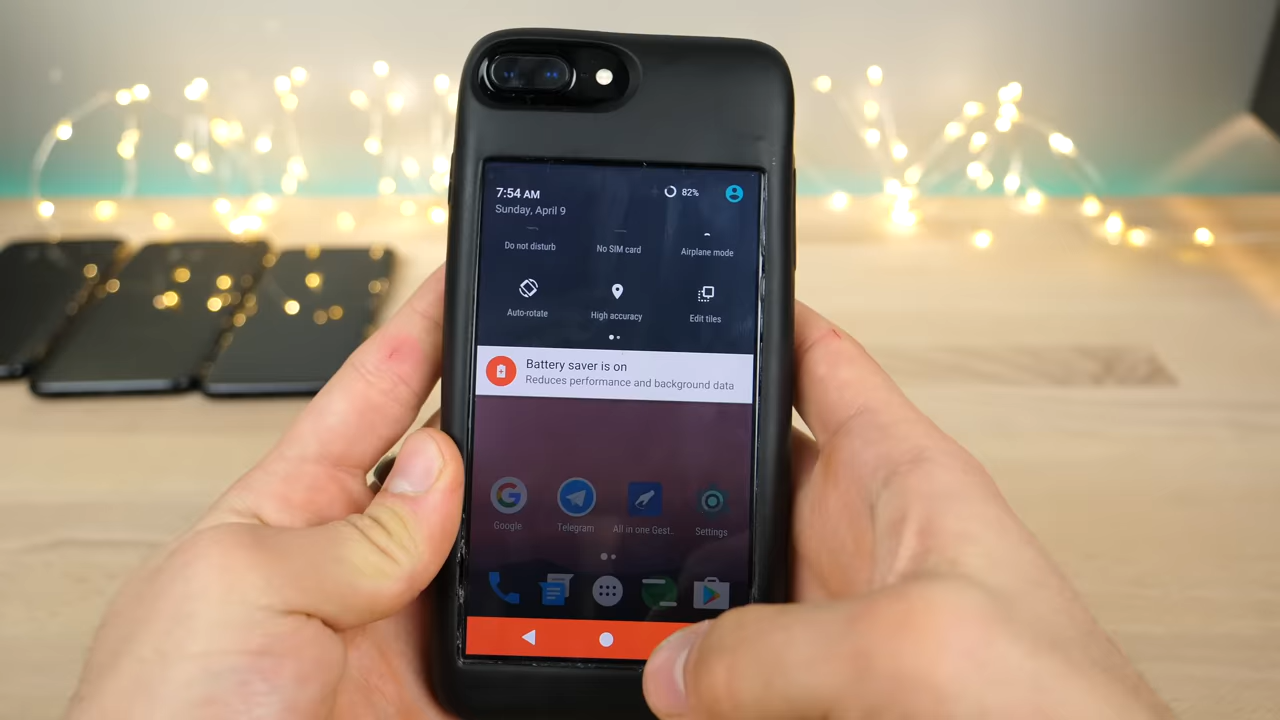 7:54 AM
82%
Sunday, April 9
Do not disturb
No SIM card
Airplane mode
Auto-rotate
High accuracy
Edit tiles
Battery saver is on
Reduces performance and background data
Google
Telegram
All in one Gest..
Settings